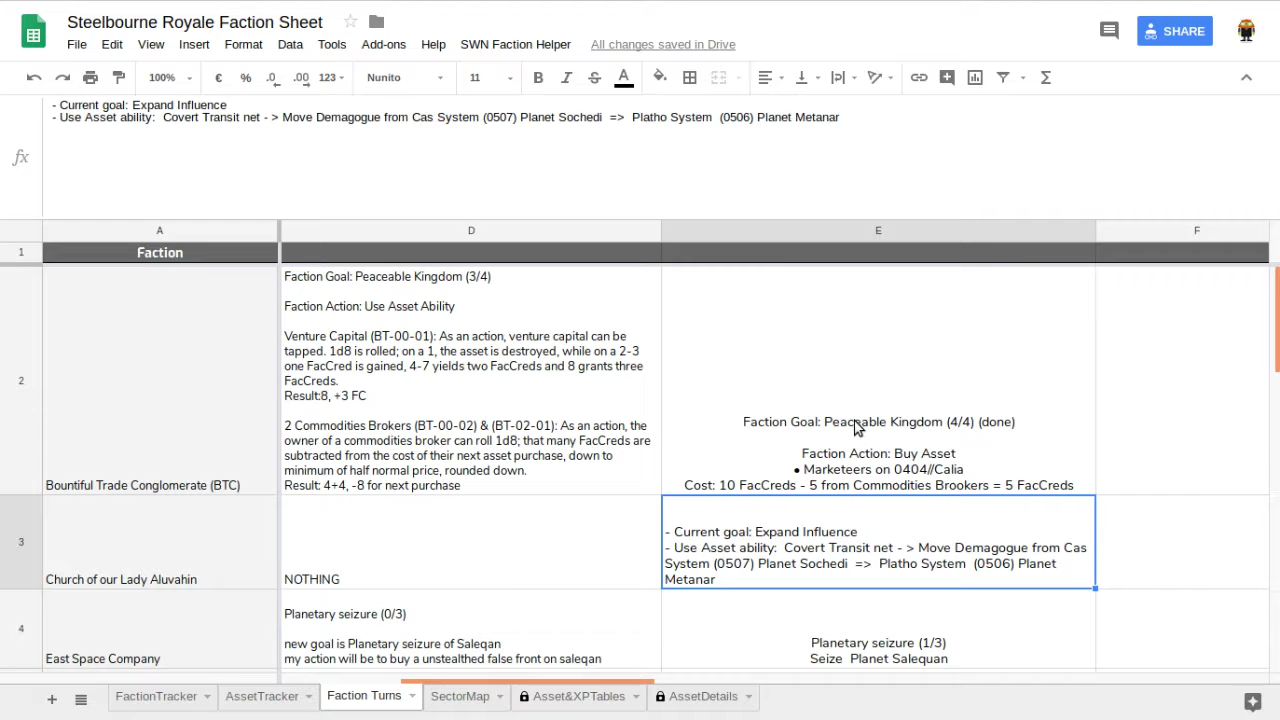 Steelbourne Royale Faction Sheet
File Edit View Insert Format Data Tools Add-ons Help SWN Faction Helper All changes saved in Drive
SHARE
100% € % .0 .00 123 Nunito 11 B I S A
- Current goal: Expand Influence
- Use Asset ability: Covert Transit net - > Move Demagogue from Cas System (0507) Planet Sochedi => Platho System (0506) Planet Metanar
fx
A D E F
1 Faction
Faction Goal: Peaceable Kingdom (3/4)
Faction Action: Use Asset Ability
Venture Capital (BT-00-01): As an action, venture capital can be
tapped. 1d8 is rolled; on a 1, the asset is destroyed, while on a 2-3
one FacCred is gained, 4-7 yields two FacCreds and 8 grants three
FacCreds.
Result:8, +3 FC
2 Commodities Brokers (BT-00-02) & (BT-02-01): As an action, the
owner of a commodities broker can roll 1d8; that many FacCreds are
subtracted from the cost of their next asset purchase, down to
minimum of half normal price, rounded down.
Result: 4+4, -8 for next purchase
Faction Goal: Peaceable Kingdom (4/4) (done)
Faction Action: Buy Asset
• Marketeers on 0404//Calia
Cost: 10 FacCreds - 5 from Commodities Brookers = 5 FacCreds
2
Bountiful Trade Conglomerate (BTC)
- Current goal: Expand Influence
- Use Asset ability: Covert Transit net - > Move Demagogue from Cas
System (0507) Planet Sochedi => Platho System (0506) Planet
Metanar
3
Church of our Lady Aluvahin
NOTHING
4
East Space Company
Planetary seizure (0/3)
new goal is Planetary seizure of Saleqan
my action will be to buy a unstealthed false front on saleqan
Planetary seizure (1/3)
Seize Planet Salequan
FactionTracker AssetTracker Faction Turns SectorMap Asset&XPTables AssetDetails